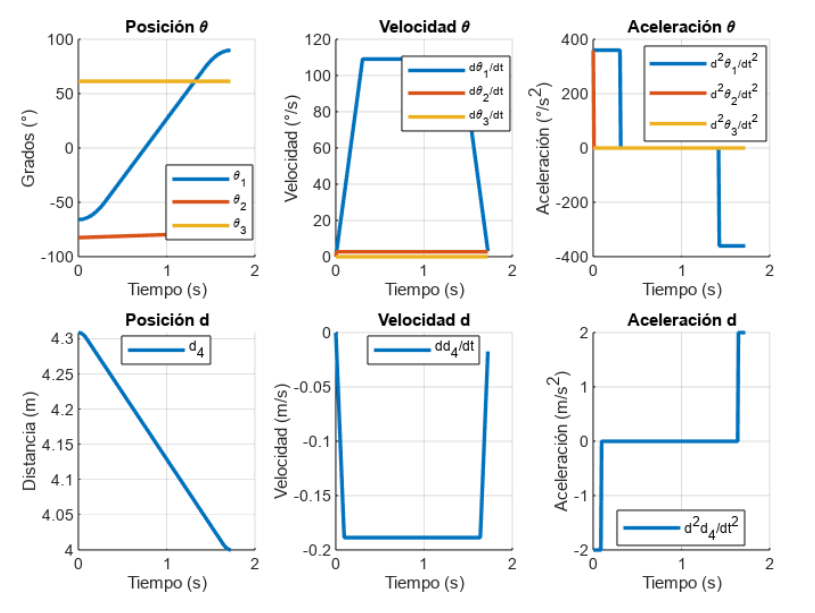 Posición θ
100
50
0
-50
-100
Grados (°)
θ1
θ2
θ3
0
1
2
Tiempo (s)
Velocidad θ
120
100
80
60
40
20
0
Velocidad (°/s)
dθ1/dt
dθ2/dt
dθ3/dt
0
1
2
Tiempo (s)
Aceleración θ
400
200
0
-200
-400
Aceleración (°/s²)
d²θ1/dt²
d²θ2/dt²
d²θ3/dt²
0
1
2
Tiempo (s)
Posición d
4.3
4.25
4.2
4.15
4.1
4.05
4
Distancia (m)
d4
0
1
2
Tiempo (s)
Velocidad d
0
-0.05
-0.1
-0.15
-0.2
Velocidad (m/s)
dd4/dt
0
1
2
Tiempo (s)
Aceleración d
2
1
0
-1
-2
Aceleración (m/s²)
d²d4/dt²
0
1
2
Tiempo (s)